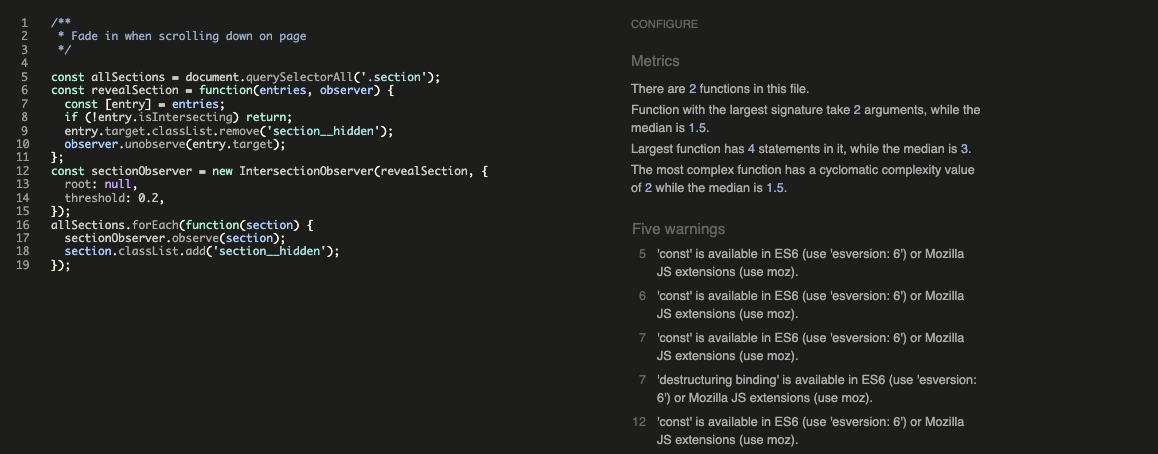 1 /**
2  * Fade in when scrolling down on page
3  */
4
5 const allSections = document.querySelectorAll('.section');
6 const revealSection = function(entries, observer) {
7   const [entry] = entries;
8   if (!entry.isIntersecting) return;
9   entry.target.classList.remove('section__hidden');
10   observer.unobserve(entry.target);
11 };
12 const sectionObserver = new IntersectionObserver(revealSection, {
13   root: null,
14   threshold: 0.2,
15 });
16 allSections.forEach(function(section) {
17   sectionObserver.observe(section);
18   section.classList.add('section__hidden');
19 });
CONFIGURE
Metrics
There are 2 functions in this file.
Function with the largest signature take 2 arguments, while the
median is 1.5.
Largest function has 4 statements in it, while the median is 3.
The most complex function has a cyclomatic complexity value
of 2 while the median is 1.5.
Five warnings
5 'const' is available in ES6 (use 'esversion: 6') or Mozilla
JS extensions (use moz).
6 'const' is available in ES6 (use 'esversion: 6') or Mozilla
JS extensions (use moz).
7 'const' is available in ES6 (use 'esversion: 6') or Mozilla
JS extensions (use moz).
7 'destructuring binding' is available in ES6 (use 'esversion:
6') or Mozilla JS extensions (use moz).
12 'const' is available in ES6 (use 'esversion: 6') or Mozilla
JS extensions (use moz).